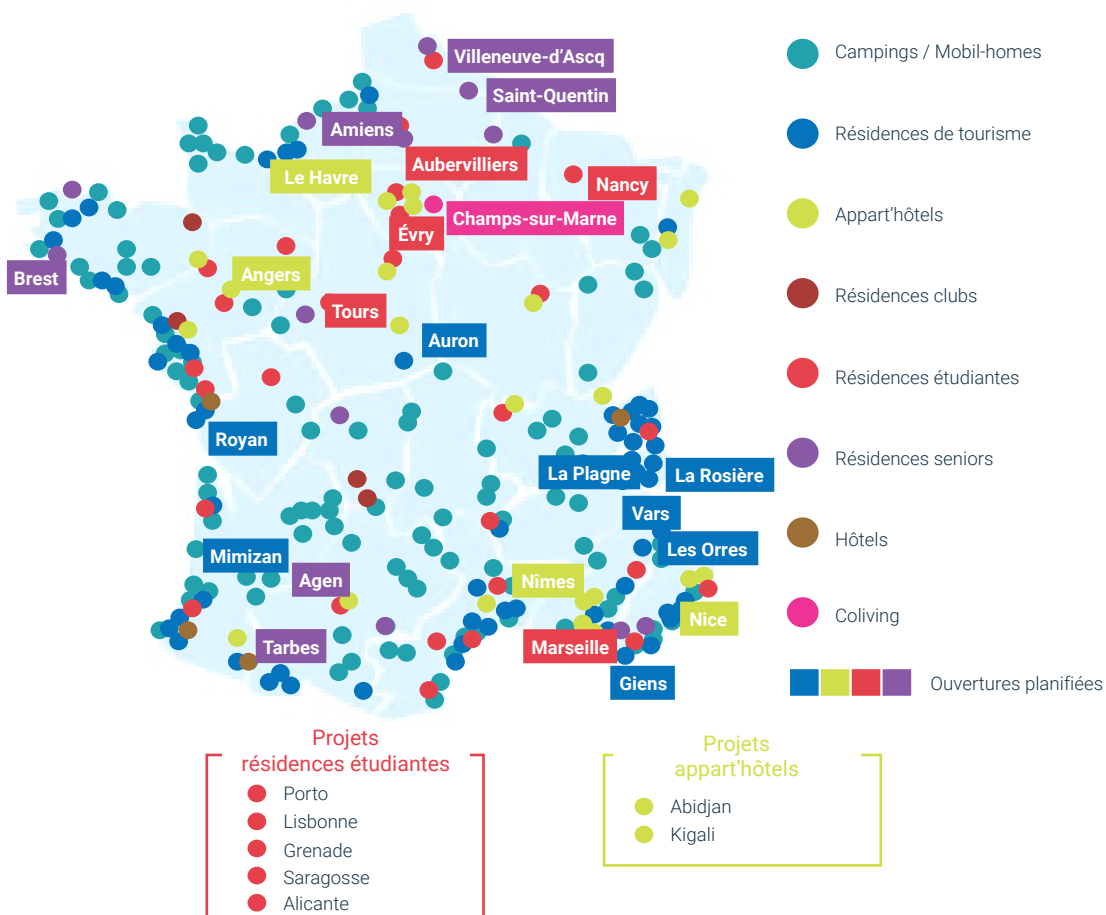 Villeneuve-d'Ascq
Saint-Quentin
Amiens
Aubervilliers
Le Havre
Nancy
Champs-sur-Marne
Évry
Brest
Angers
Tours
Auron
Royan
La Plagne
La Rosière
Vars
Mimizan
Les Orres
Agen
Nîmes
Nice
Tarbes
Marseille
Giens
Campings / Mobil-homes
Résidences de tourisme
Appart'hôtels
Résidences clubs
Résidences étudiantes
Résidences seniors
Hôtels
Coliving
Ouvertures planifiées
Projets
résidences étudiantes
Porto
Lisbonne
Grenade
Saragosse
Alicante
Projets
appart'hôtels
Abidjan
Kigali